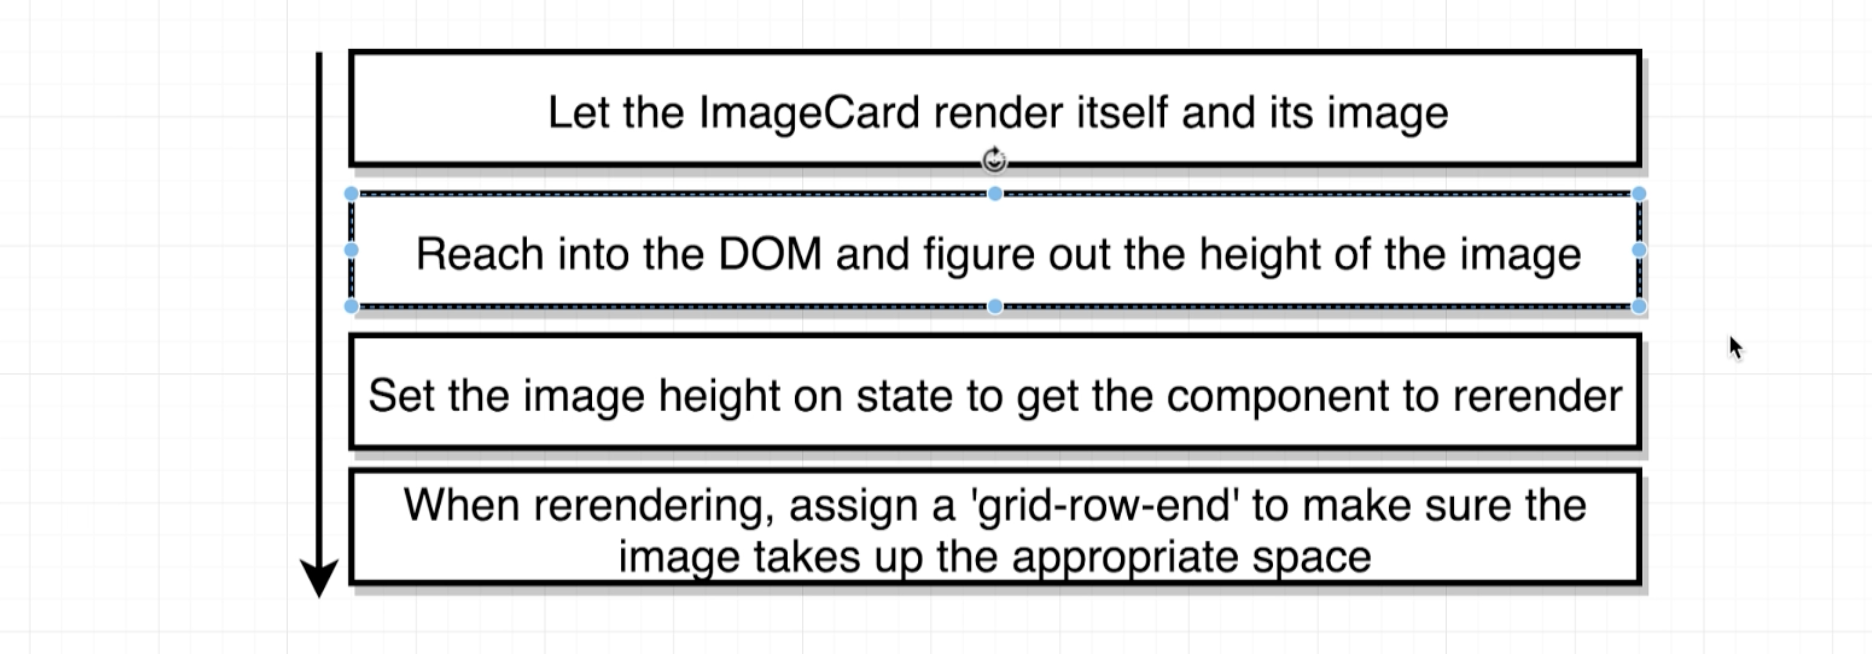 Let the ImageCard render itself and its image
Reach into the DOM and figure out the height of the image
Set the image height on state to get the component to rerender
When rerendering, assign a 'grid-row-end' to make sure the
image takes up the appropriate space